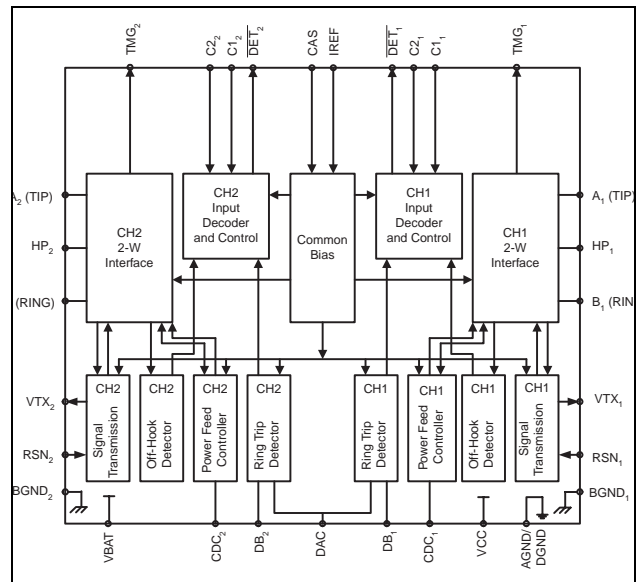 TMG₂
C2₂
C1₂
DET₂
CAS
IREF
DET₁
C2₁
C1₁
TMG₁
A₂ (TIP)
HP₂
(RING)
CH2
2-W
Interface
CH2
Input
Decoder
and Control
Common
Bias
CH1
Input
Decoder
and Control
CH1
2-W
Interface
A₁ (TIP)
HP₁
B₁ (RIN
VTX₂
RSN₂
BGND₂
CH2
Signal
Transmission
CH2
Off-Hook
Detector
CH2
Power Feed
Controller
CH2
Ring Trip
Detector
CH1
Ring Trip
Detector
CH1
Power Feed
Controller
CH1
Off-Hook
Detector
CH1
Signal
Transmission
VTX₁
RSN₁
BGND₁
VBAT
CDC₂
DB₂
DAC
DB₁
CDC₁
VCC
AGND/
DGND